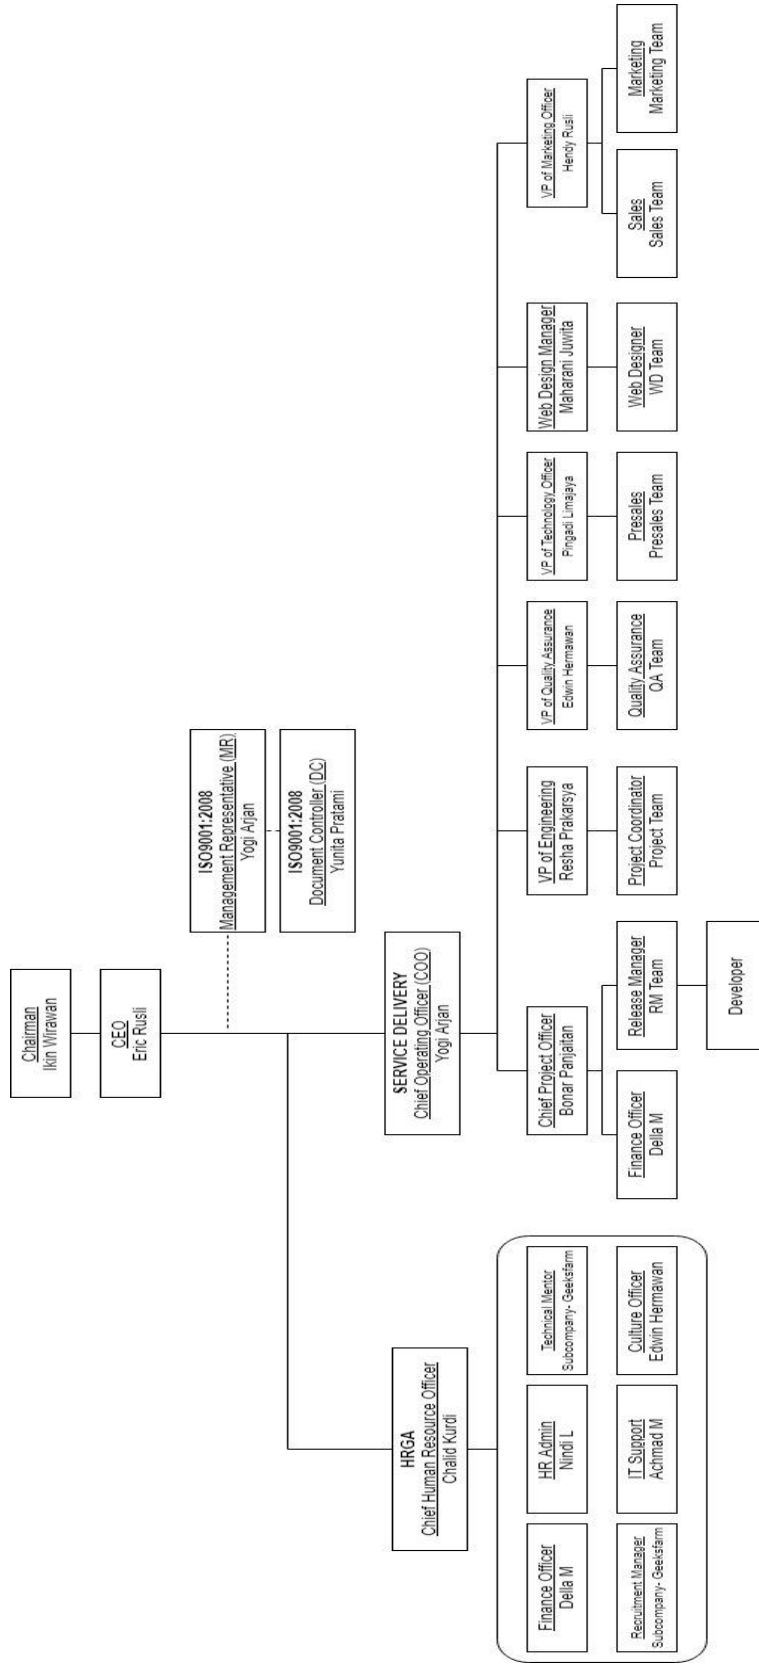 Chairman
Ikin Wirawan
CEO
Eric Rusli
ISO9001:2008
Management Representative (MR)
Yogi Arjan
ISO9001:2008
Document Controller (DC)
Yunita Pratami
HRGA
Chief Human Resource Officer
Chalid Kurdi
SERVICE DELIVERY
Chief Operating Officer (COO)
Yogi Arjan
Finance Officer
Della M
HR Admin
Nindi L
Technical Mentor
Subcompany- Geeksfarm
Recruitment Manager
Subcompany- Geeksfarm
IT Support
Achmad M
Culture Officer
Edwin Hermawan
Chief Project Officer
Bonar Panjaitan
VP of Engineering
Resha Prakarsya
VP of Quality Assurance
Edwin Hermawan
VP of Technology Officer
Pingadi Limajaya
Web Design Manager
Maharani Juwita
VP of Marketing Officer
Hendy Rusli
Finance Officer
Della M
Release Manager
RM Team
Project Coordinator
Project Team
Quality Assurance
QA Team
Presales
Presales Team
Web Designer
WD Team
Sales
Sales Team
Marketing
Marketing Team
Developer